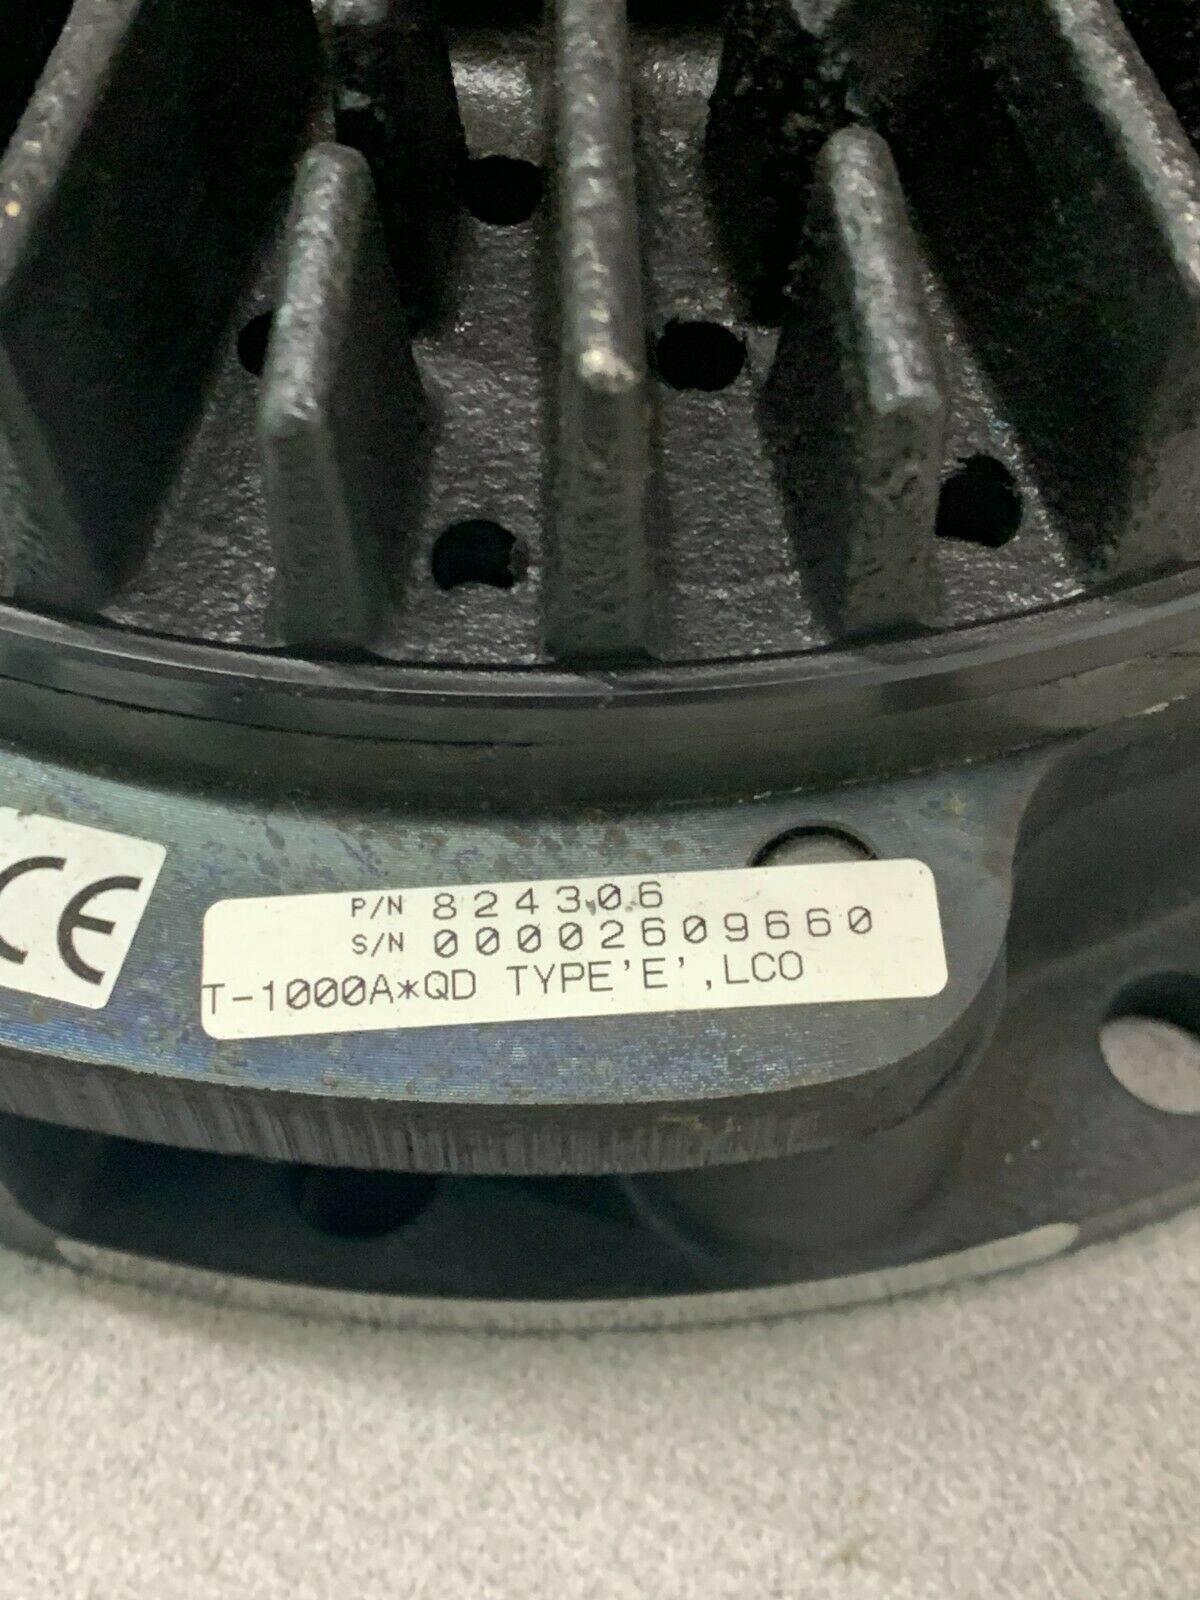 CE
P/N 824306
S/N 00002609660
T-1000A*QD TYPE'E',LCO